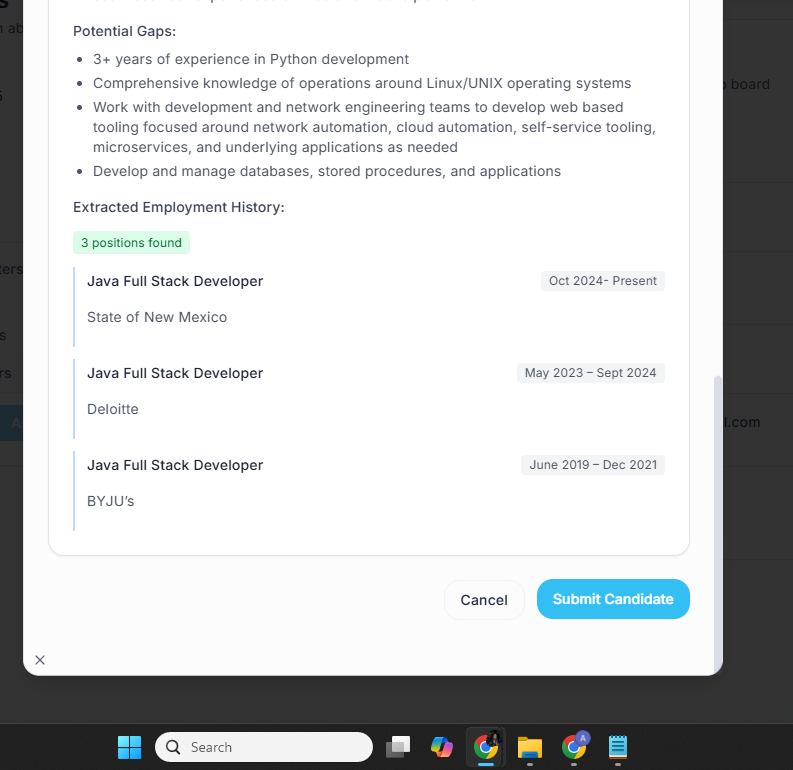 Potential Gaps:
3+ years of experience in Python development
Comprehensive knowledge of operations around Linux/UNIX operating systems
Work with development and network engineering teams to develop web based
tooling focused around network automation, cloud automation, self-service tooling,
microservices, and underlying applications as needed
Develop and manage databases, stored procedures, and applications
Extracted Employment History:
3 positions found
Java Full Stack Developer
Oct 2024- Present
State of New Mexico
Java Full Stack Developer
May 2023 – Sept 2024
Deloitte
Java Full Stack Developer
June 2019 – Dec 2021
BYJU’s
Cancel
Submit Candidate
board
.com
Search
A